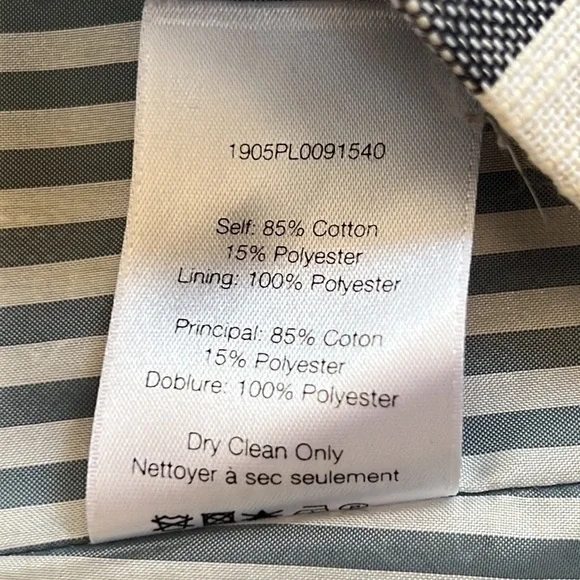 1905PL0091540
Self: 85% Cotton
15% Polyester
Lining: 100% Polyester
Principal: 85% Coton
15% Polyester
Doblure: 100% Polyester
Dry Clean Only
Nettoyer à sec seulement